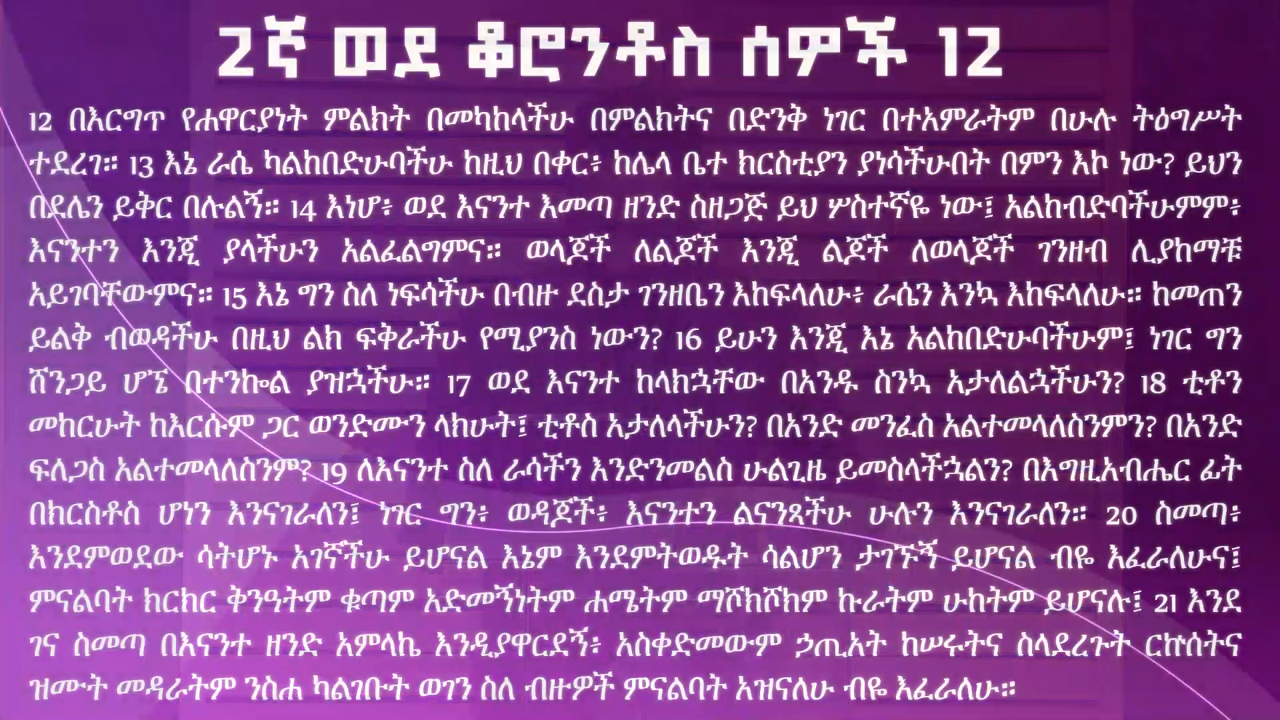 2ኛ ወደ ቆሮንቶስ ሰዎች 12
12 በእርግጥ የሐዋርያነት ምልክት በመካከላችሁ በምልክትና በድንቅ ነገር በተአምራትም በሁሉ ትዕግሥት
ተደረገ። 13 እኔ ራሴ ካልከበድሁባችሁ ከዚህ በቀር፥ ከሌላ ቤተ ክርስቲያን ያነሳችሁበት በምን እኮ ነው? ይህን
በደሌን ይቅር በሉልኝ። 14 እነሆ፥ ወደ እናንተ እመጣ ዘንድ ስዘጋጅ ይህ ሦስተኛዬ ነው፤ አልከብድባችሁምም፥
እናንተን እንጂ ያላችሁን አልፈልግምና። ወላጆች ለልጆች እንጂ ልጆች ለወላጆች ገንዘብ ሊያከማቹ
አይገባቸውምና። 15 እኔ ግን ስለ ነፍሳችሁ በብዙ ደስታ ገንዘቤን እከፍላለሁ፥ ራሴን እንኳ እከፍላለሁ። ከመጠን
ይልቅ ብወዳችሁ በዚህ ልክ ፍቅራችሁ የሚያንስ ነውን? 16 ይሁን እንጂ እኔ አልከበድሁባችሁም፤ ነገር ግን
ሸንጋይ ሆኜ በተንኰል ያዝኋችሁ። 17 ወደ እናንተ ከላክኋቸው በአንዱ ስንኳ አታለልኋችሁን? 18 ቲቶን
መከርሁት ከእርሱም ጋር ወንድሙን ላክሁት፤ ቲቶስ አታለላችሁን? በአንድ መንፈስ አልተመላለስንምን? በአንድ
ፍለጋስ አልተመላለስንም? 19 ለእናንተ ስለ ራሳችን እንድንመልስ ሁልጊዜ ይመስላችኋልን? በእግዚአብሔር ፊት
በክርስቶስ ሆነን እንናገራለን፤ ነገር ግን፥ ወዳጆች፥ እናንተን ልናንጻችሁ ሁሉን እንናገራለን። 20 ስመጣ፥
እንደምወደው ሳትሆኑ አገኛችሁ ይሆናል እኔም እንደምትወዱት ሳልሆን ታገኙኝ ይሆናል ብዬ እፈራለሁና፤
ምናልባት ክርክር ቅንዓትም ቁጣም አድመኝነትም ሐሜትም ማሾክሾክም ኩራትም ሁከትም ይሆናሉ፤ 21 እንደ
ገና ስመጣ በእናንተ ዘንድ አምላኬ እንዲያዋርደኝ፥ አስቀድመውም ኃጢአት ከሠሩትና ስላደረጉት ርኵሰትና
ዝሙት መዳራትም ንስሐ ካልገቡት ወገን ስለ ብዙዎች ምናልባት አዝናለሁ ብዬ እፈራለሁ።